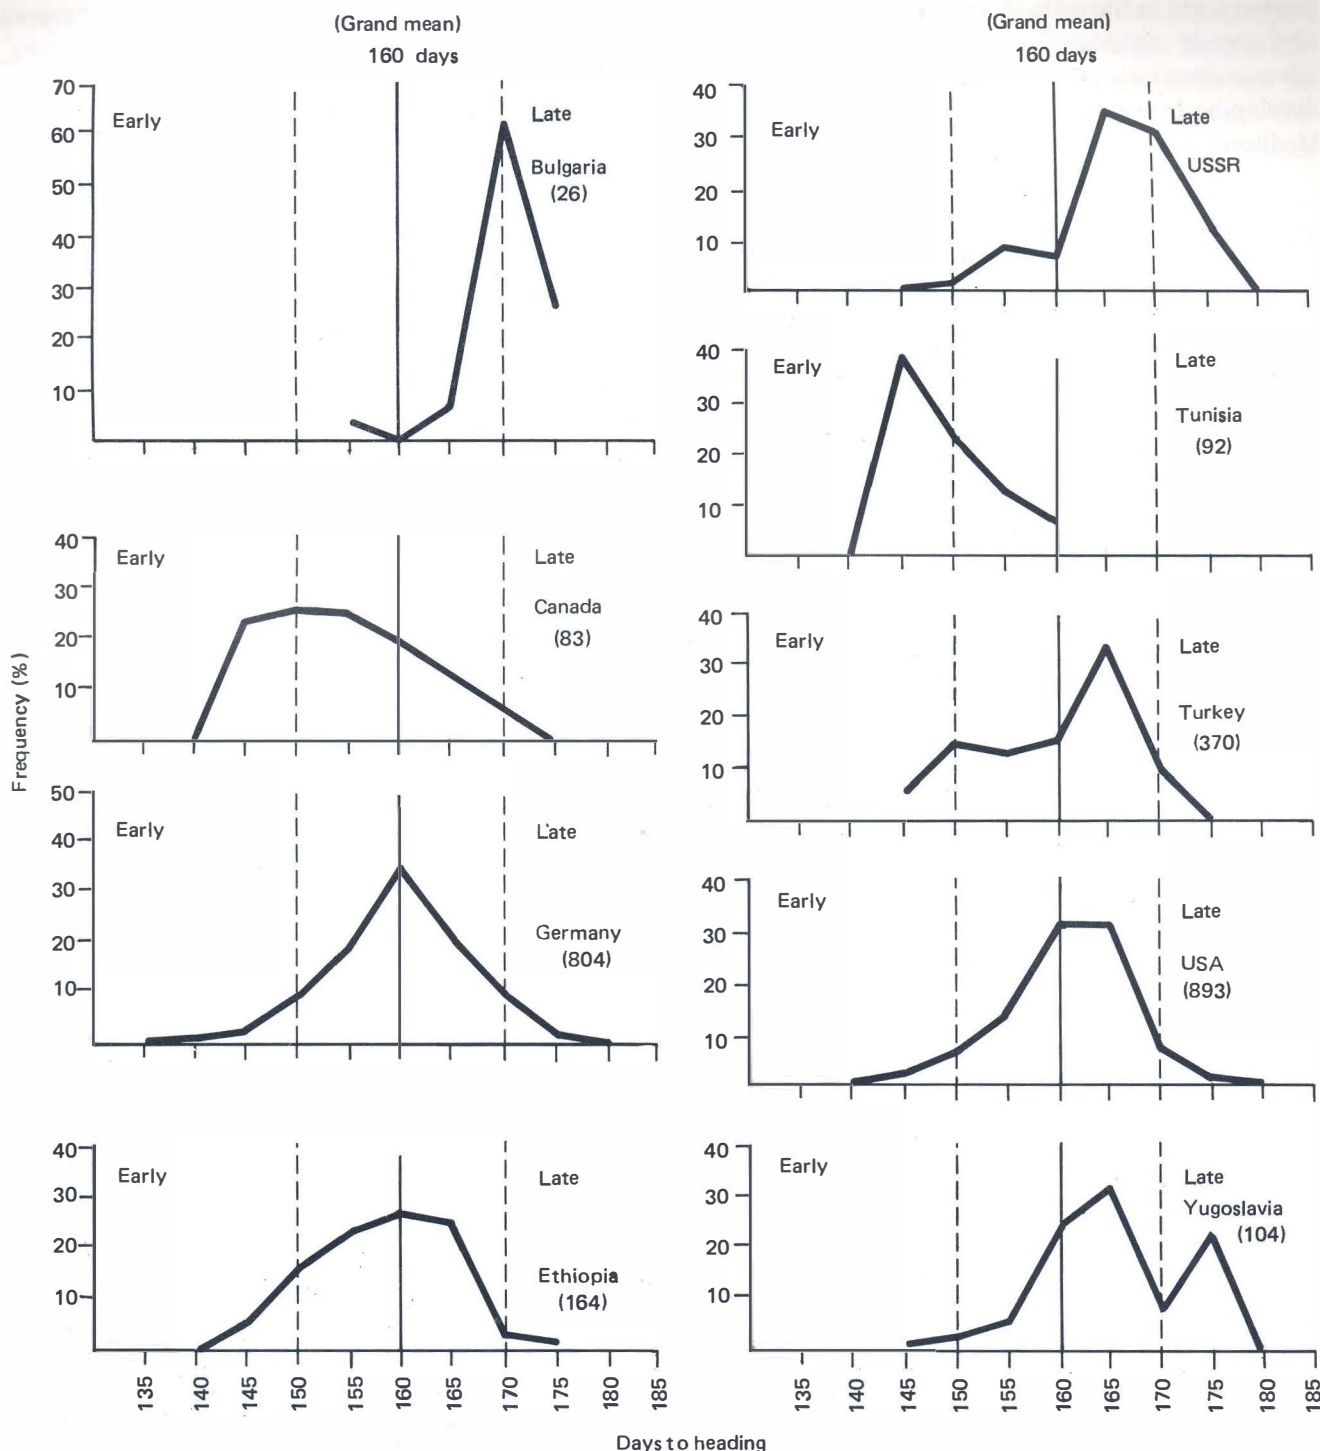 (Grand mean)
160 days
70
60
50
40
30
20
10
Early
Late
Bulgaria
(26)
40
30
20
10
Early
Late
Canada
(83)
Frequency (%)
50
40
30
20
10
Early
Late
Germany
(804)
40
30
20
10
Early
Late
Ethiopia
(164)
135
140
145
150
155
160
165
170
175
180
185
(Grand mean)
160 days
40
30
20
10
Early
Late
USSR
40
30
20
10
Early
Late
Tunisia
(92)
40
30
20
10
Early
Late
Turkey
(370)
40
30
20
10
Early
Late
USA
(893)
40
30
20
10
Early
Late
Yugoslavia
(104)
135
140
145
150
155
160
165
170
175
180
185
Days to heading